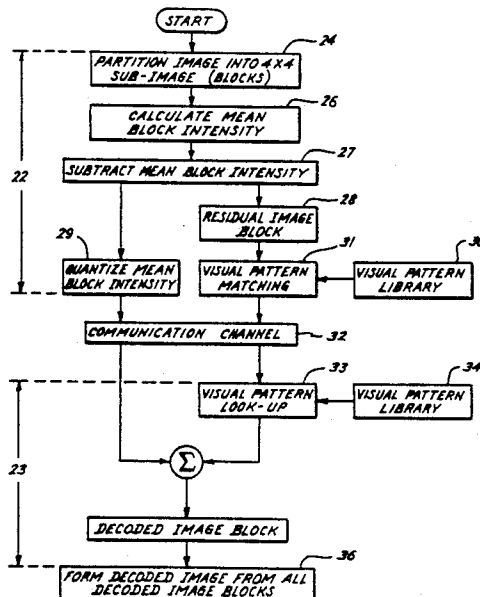 START
24
PARTITION IMAGE INTO 4 X 4
SUB-IMAGE (BLOCKS)
26
CALCULATE MEAN
BLOCK INTENSITY
27
SUBTRACT MEAN BLOCK INTENSITY
22
28
RESIDUAL IMAGE
BLOCK
29
QUANTIZE MEAN
BLOCK INTENSITY
31
VISUAL PATTERN
MATCHING
VISUAL PATTERN
LIBRARY
COMMUNICATION CHANNEL
32
33
VISUAL PATTERN
LOOK-UP
34
VISUAL PATTERN
LIBRARY
23
Σ
DECODED IMAGE BLOCK
36
FORM DECODED IMAGE FROM ALL
DECODED IMAGE BLOCKS